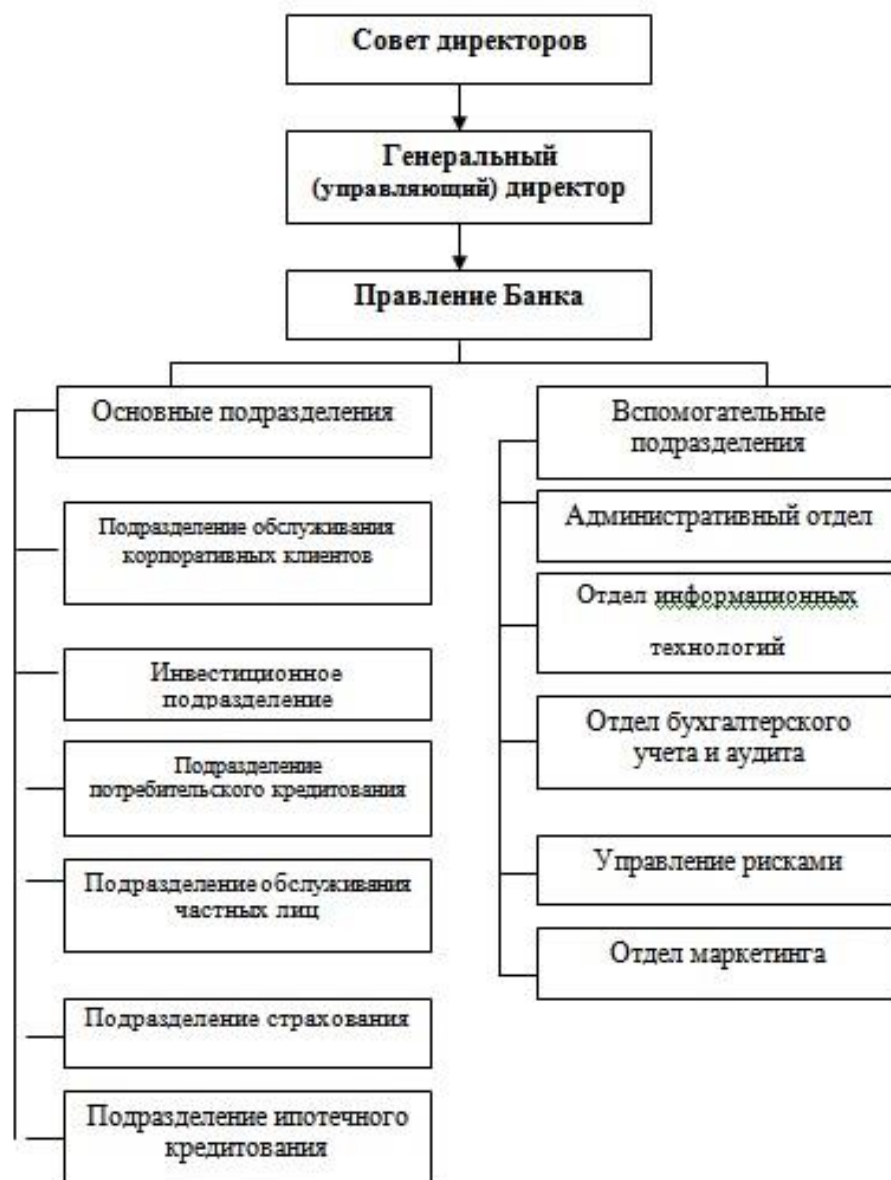 Совет директоров
Генеральный
(управляющий) директор
Правление Банка
Основные подразделения
Подразделение обслуживания
корпоративных клиентов
Инвестиционное
подразделение
Подразделение
потребительского кредитования
Подразделение обслуживания
частных лиц
Подразделение страхования
Подразделение ипотечного
кредитования
Вспомогательные
подразделения
Административный отдел
Отдел информационных
технологий
Отдел бухгалтерского
учета и аудита
Управление рисками
Отдел маркетинга